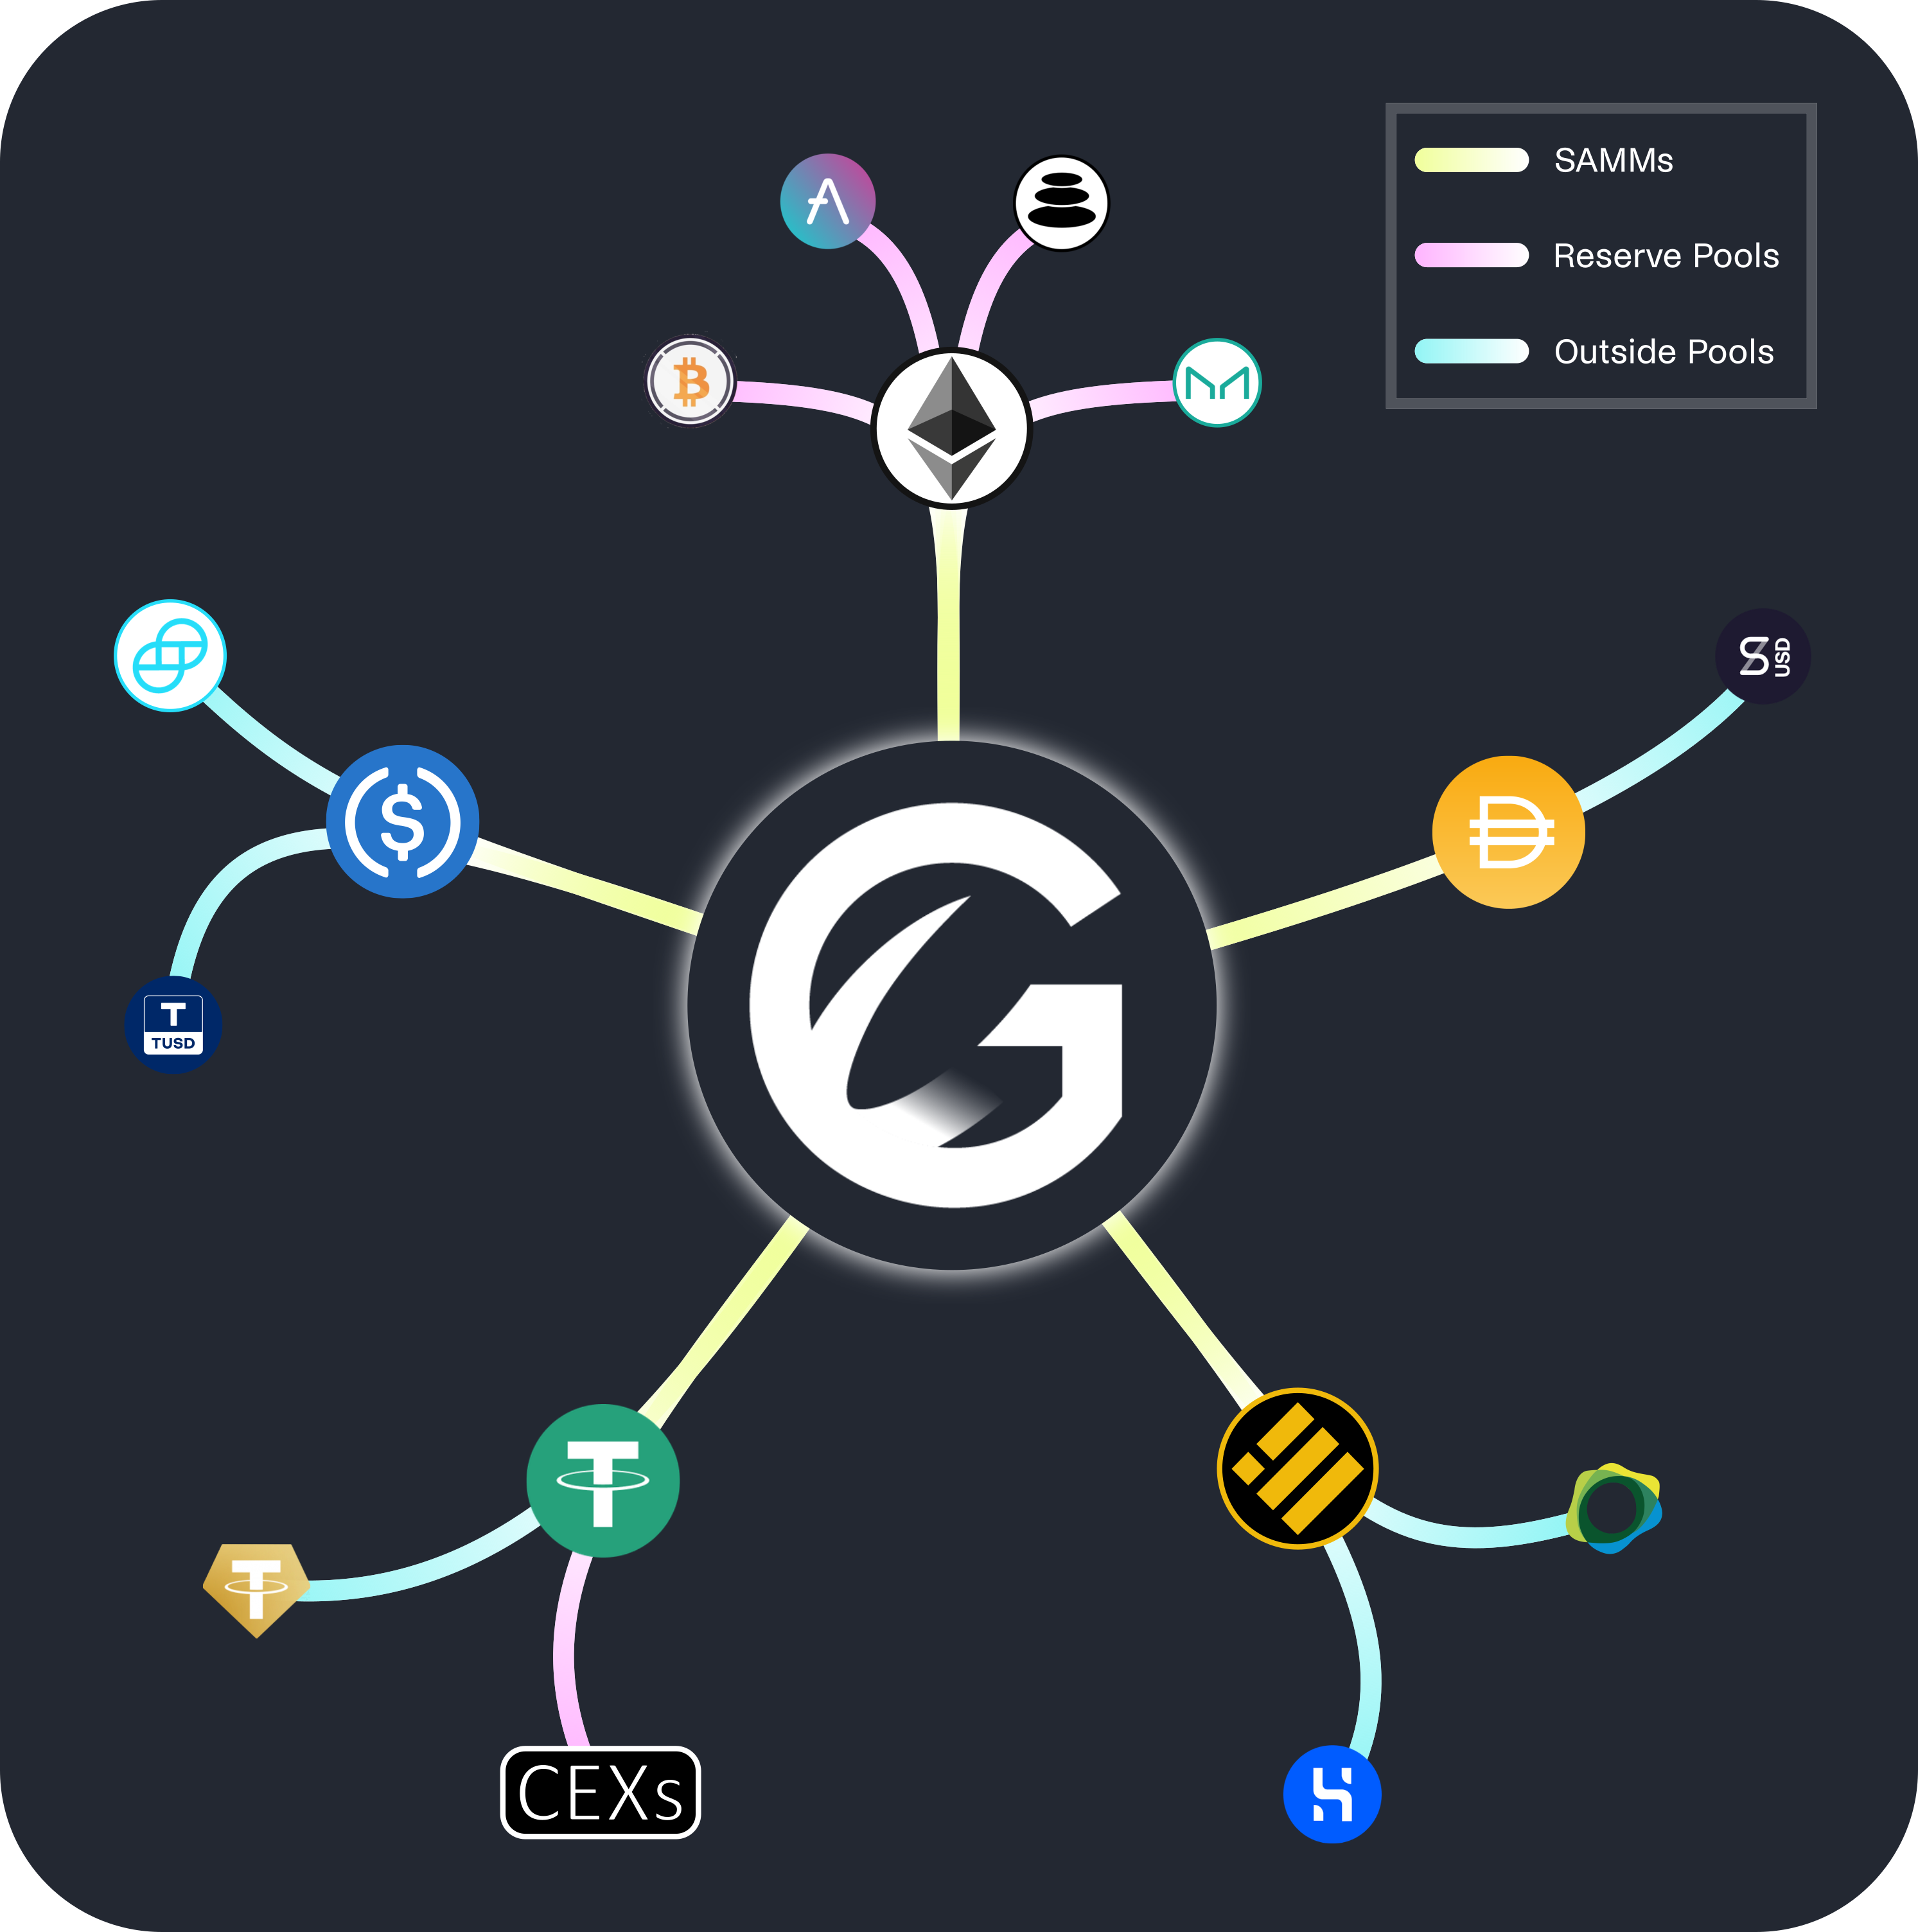 SAMMs
Reserve Pools
Outside Pools
USD
TUSD
CEXs